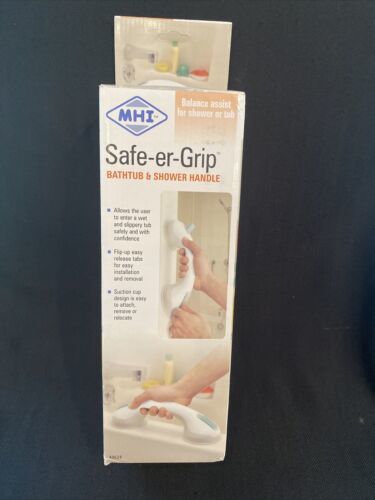 MHI™
Balance assist
for shower or tub
Safe-er-Grip™
BATHTUB & SHOWER HANDLE
Allows the user
to enter a wet
and slippery tub
safely and with
confidence
Flip-up easy
release tabs
for easy
installation
and removal
Suction cup
design is easy
to attach,
remove or
relocate